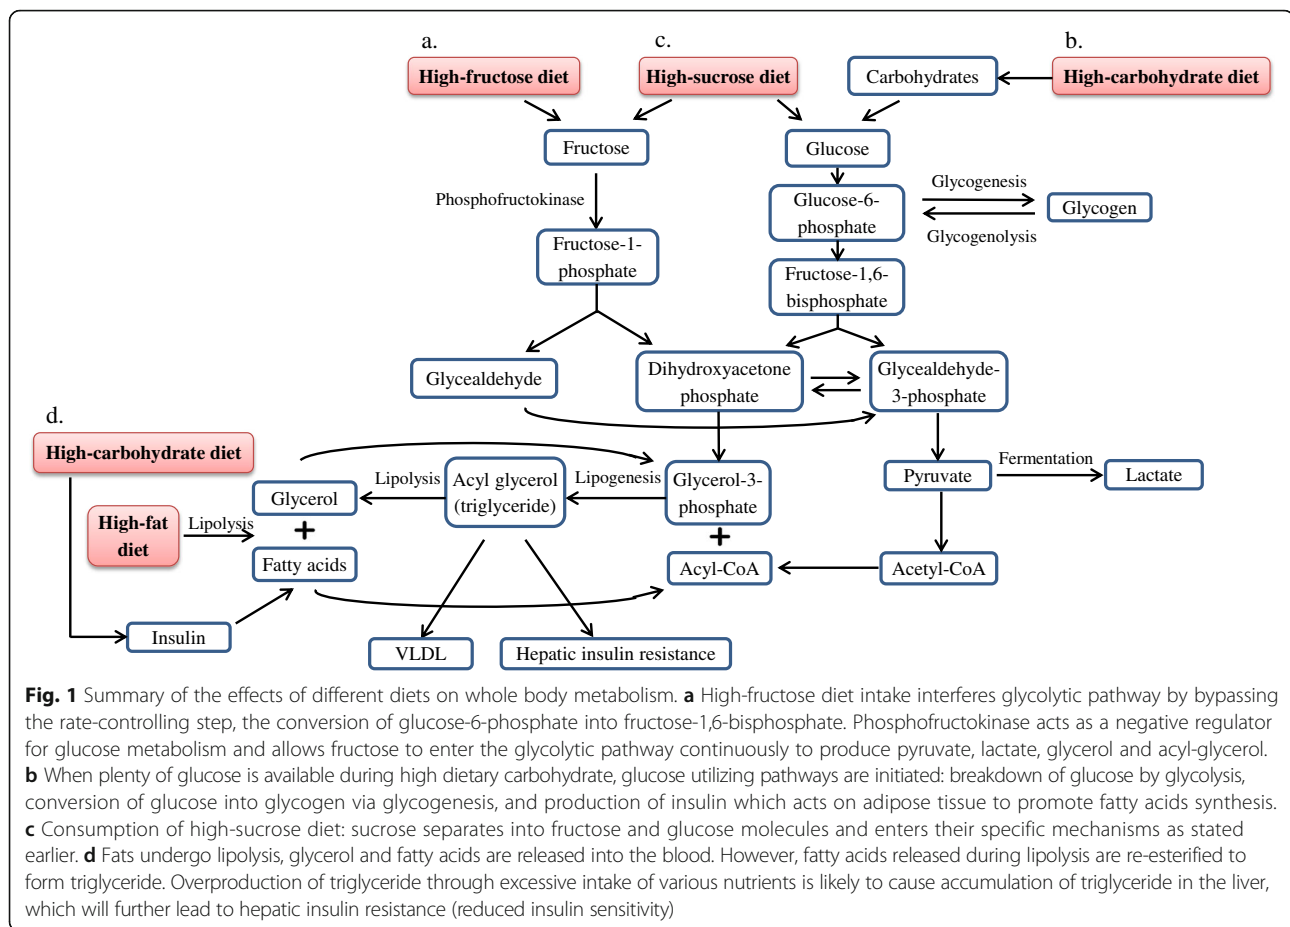 a.
c.
b.
High-fructose diet
High-sucrose diet
Carbohydrates
High-carbohydrate diet
Fructose
Glucose
Phosphofructokinase
Glucose-6-
phosphate
Glycogenesis
Glycogen
Glycogenolysis
Fructose-1-
phosphate
Fructose-1,6-
bisphosphate
Glycealdehyde
Dihydroxyacetone
phosphate
Glycealdehyde-
3-phosphate
d.
High-carbohydrate diet
Glycerol
Lipolysis
Acyl glycerol
(triglyceride)
Lipogenesis
Glycerol-3-
phosphate
Pyruvate
Fermentation
Lactate
High-fat
diet
Lipolysis
+
+
Fatty acids
Acyl-CoA
Acetyl-CoA
Insulin
VLDL
Hepatic insulin resistance
Fig. 1 Summary of the effects of different diets on whole body metabolism. a High-fructose diet intake interferes glycolytic pathway by bypassing
the rate-controlling step, the conversion of glucose-6-phosphate into fructose-1,6-bisphosphate. Phosphofructokinase acts as a negative regulator
for glucose metabolism and allows fructose to enter the glycolytic pathway continuously to produce pyruvate, lactate, glycerol and acyl-glycerol.
b When plenty of glucose is available during high dietary carbohydrate, glucose utilizing pathways are initiated: breakdown of glucose by glycolysis,
conversion of glucose into glycogen via glycogenesis, and production of insulin which acts on adipose tissue to promote fatty acids synthesis.
c Consumption of high-sucrose diet: sucrose separates into fructose and glucose molecules and enters their specific mechanisms as stated
earlier. d Fats undergo lipolysis, glycerol and fatty acids are released into the blood. However, fatty acids released during lipolysis are re-esterified to
form triglyceride. Overproduction of triglyceride through excessive intake of various nutrients is likely to cause accumulation of triglyceride in the liver,
which will further lead to hepatic insulin resistance (reduced insulin sensitivity)